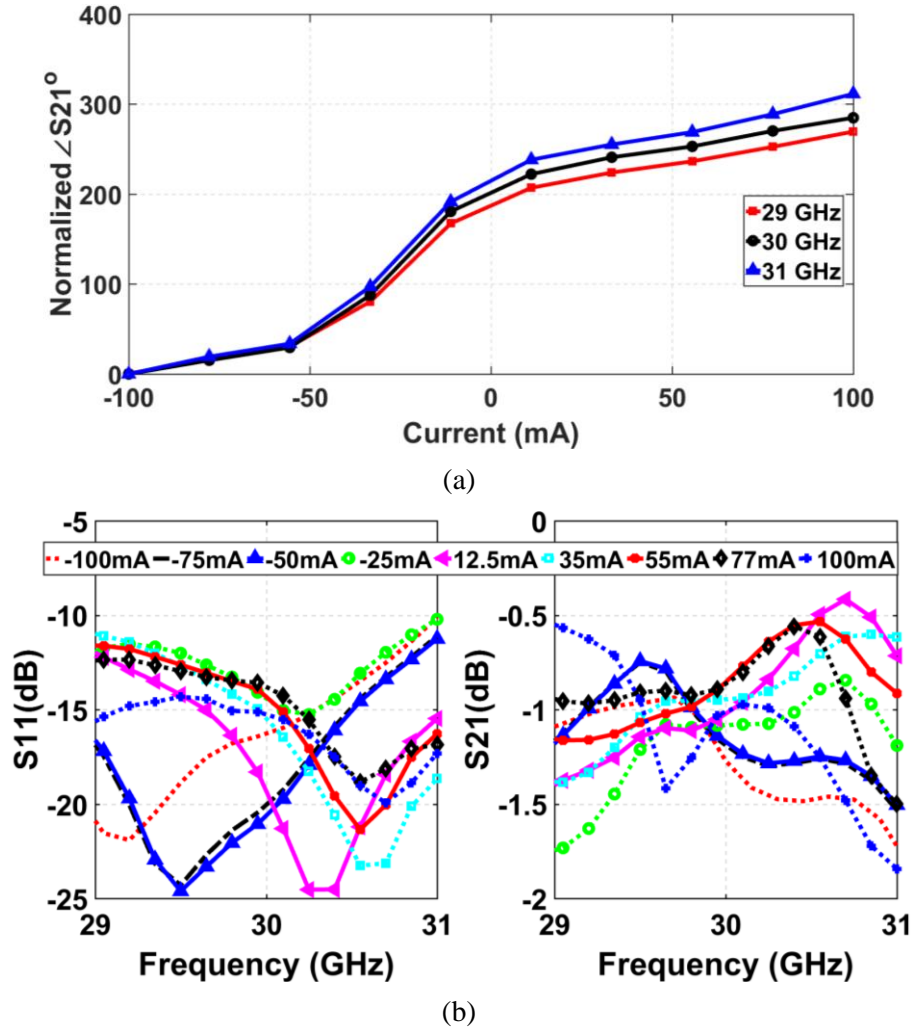 400
300
200
100
0
Normalized ∠S21°
29 GHz
30 GHz
31 GHz
-100
-50
0
50
100
Current (mA)
(a)
-5
-10
-15
-20
-25
S11(dB)
0
-0.5
-1
-1.5
-2
S21(dB)
-100mA -75mA -50mA -25mA 12.5mA 35mA 55mA 77mA 100mA
29 30 31
29 30 31
Frequency (GHz)
Frequency (GHz)
(b)